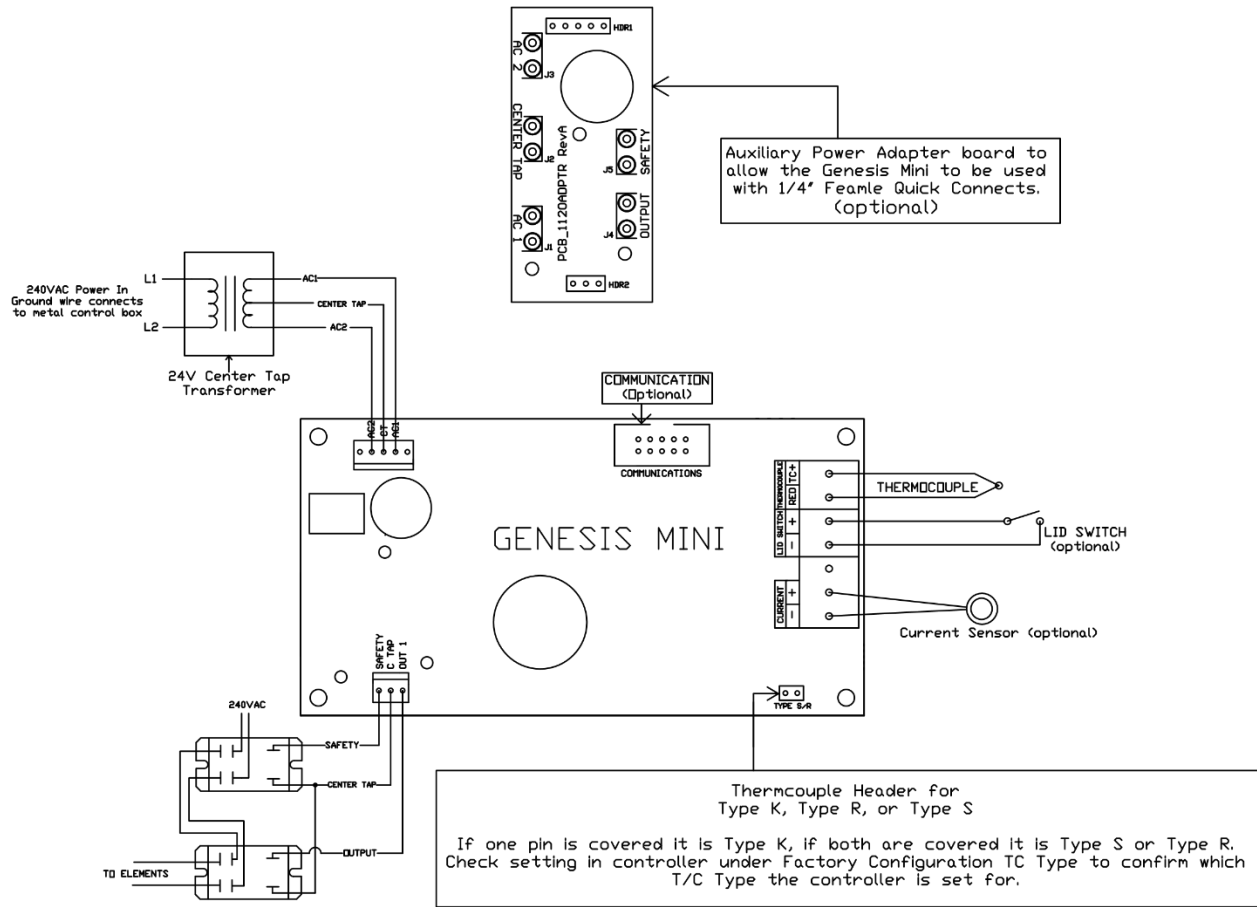 HDR1
AC 2
J3
CENTER TAP
J2
AC 1
J1
PCB_1120ADPTR RevA
SAFETY
J5
OUTPUT
J4
HDR2
Auxiliary Power Adapter board to
allow the Genesis Mini to be used
with 1/4" Feamle Quick Connects.
(optional)
240VAC Power In
Ground wire connects
to metal control box
L1
L2
AC1
CENTER TAP
AC2
24V Center Tap
Transformer
COMMUNICATION
(Optional)
COMMUNICATIONS
AC2
CT
AC1
GENESIS MINI
THERMOCOUPLE
TC+
RED
LID SWITCH
+
-
CURRENT
+
-
THERMOCOUPLE
LID SWITCH
(optional)
Current Sensor (optional)
TYPE S/R
SAFETY
C TAP
OUT 1
240VAC
SAFETY
CENTER TAP
OUTPUT
TO ELEMENTS
Thermcouple Header for
Type K, Type R, or Type S
If one pin is covered it is Type K, if both are covered it is Type S or Type R.
Check setting in controller under Factory Configuration TC Type to confirm which
T/C Type the controller is set for.